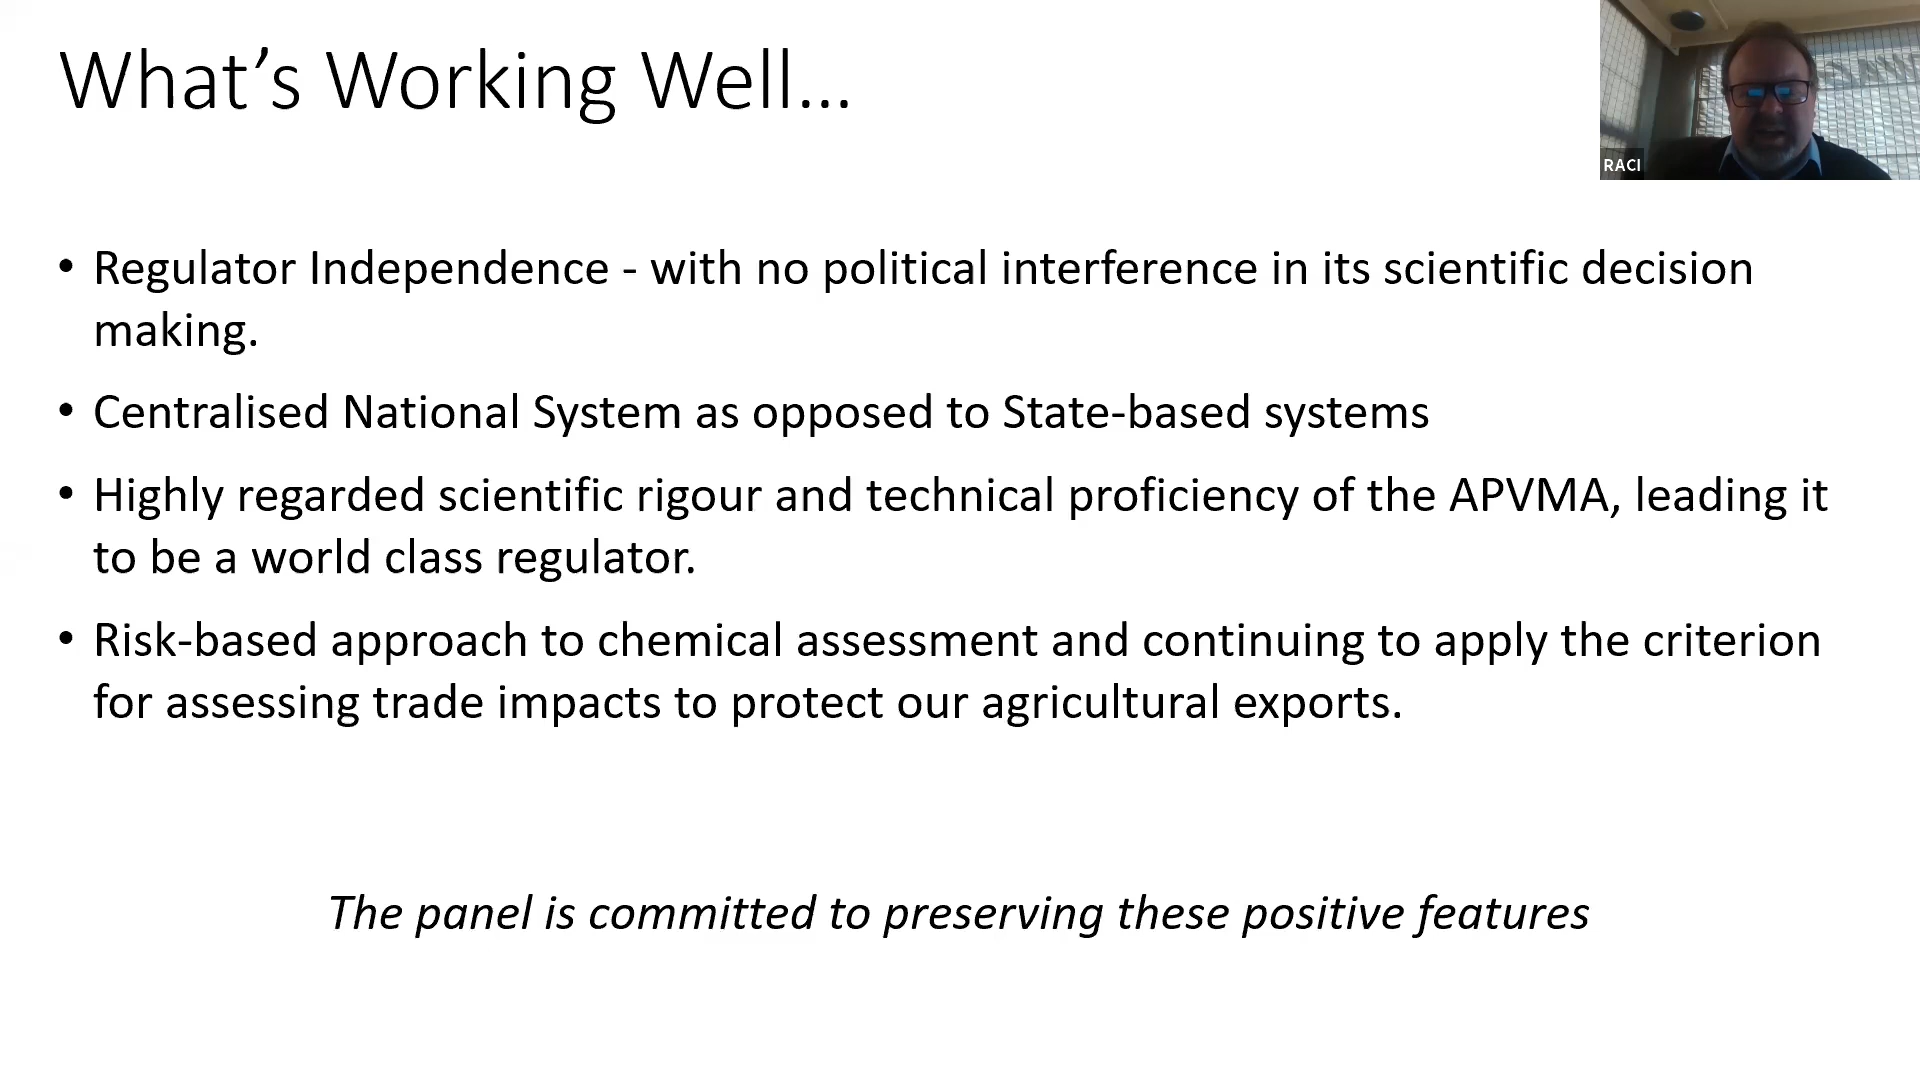 What’s Working Well...
RACI
• Regulator Independence - with no political interference in its scientific decision
making.
• Centralised National System as opposed to State-based systems
• Highly regarded scientific rigour and technical proficiency of the APVMA, leading it
to be a world class regulator.
• Risk-based approach to chemical assessment and continuing to apply the criterion
for assessing trade impacts to protect our agricultural exports.
The panel is committed to preserving these positive features